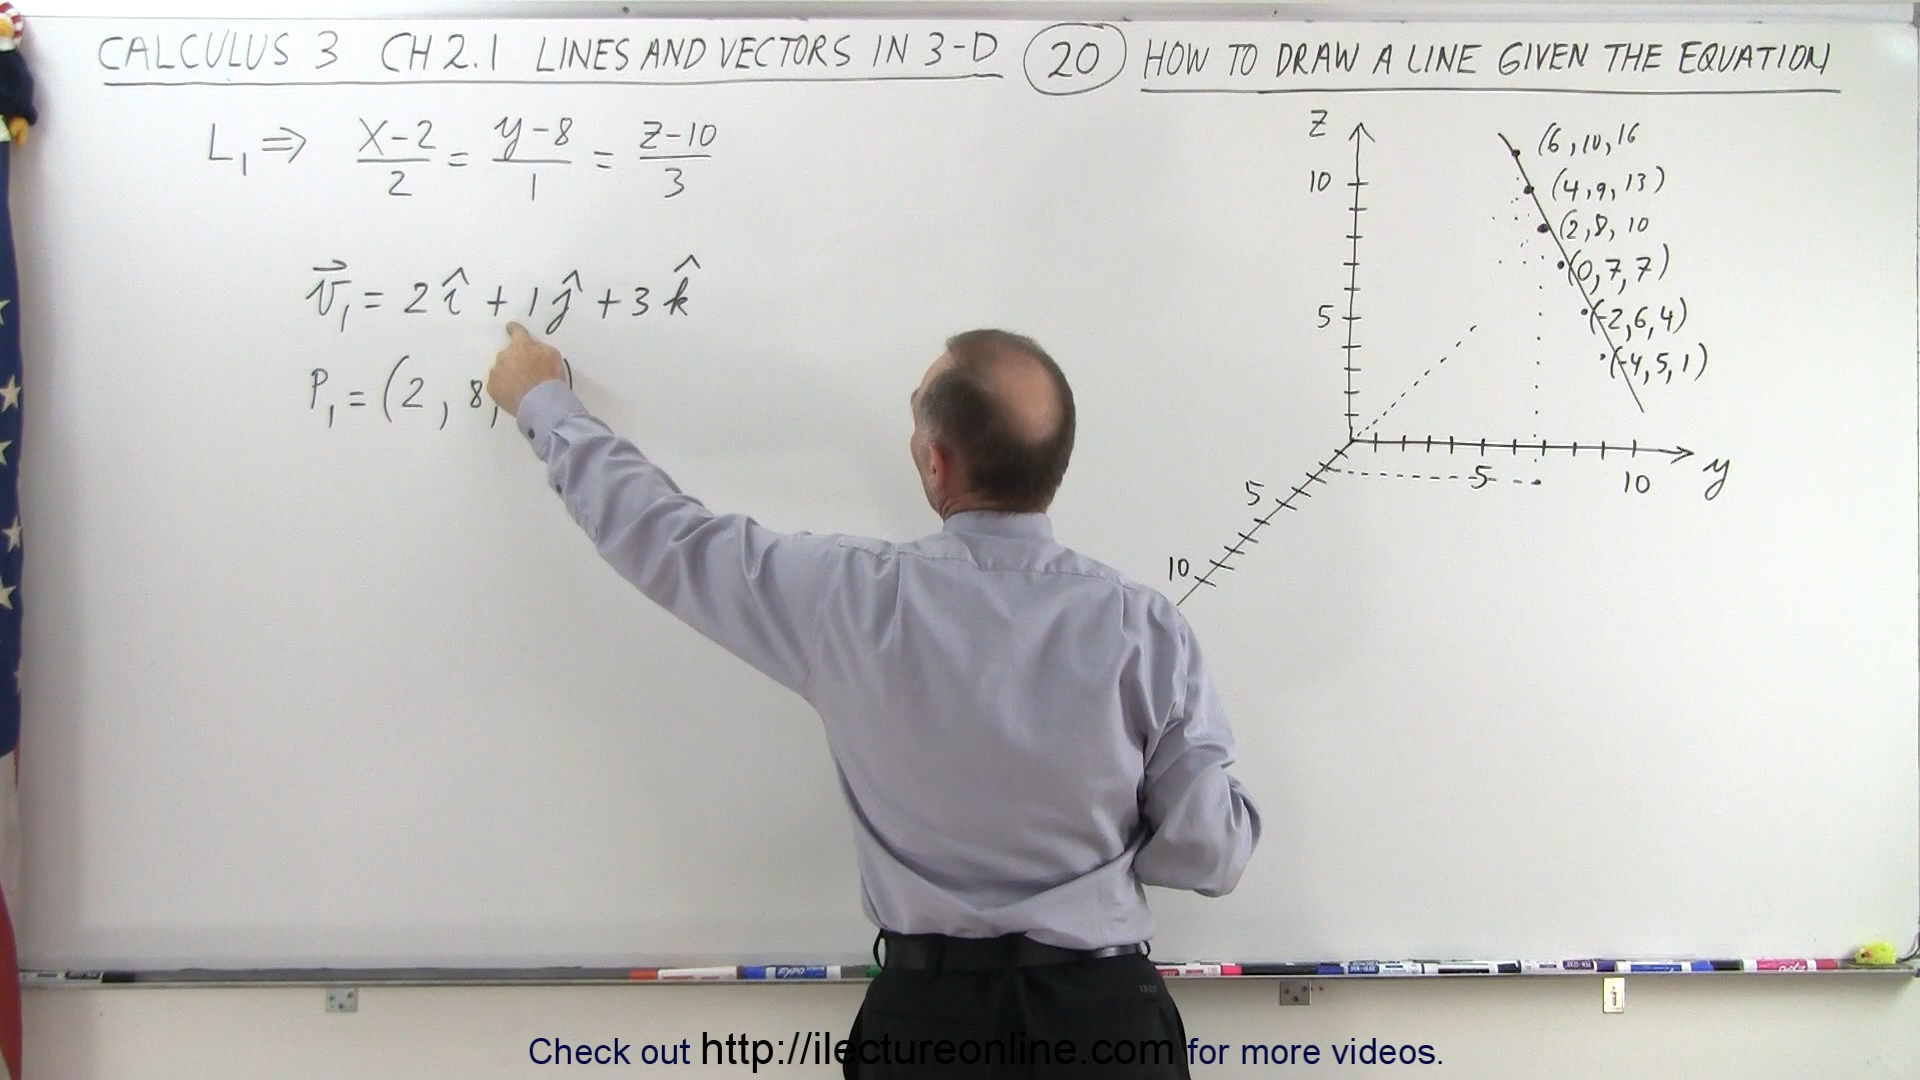 CALCULUS 3 CH 2.1 LINES AND VECTORS IN 3-D 20 HOW TO DRAW A LINE GIVEN THE EQUATION
L₁ ⇒ (x-2)/2 = (y-8)/1 = (z-10)/3
v⃗₁ = 2î + 1ĵ + 3k̂
P₁ = (2, 8, )
z
10
5
(6, 10, 16
(4, 9, 13)
(2, 8, 10
(0, 7, 7)
(-2, 6, 4)
(-4, 5, 1)
5
10
y
5
10
EXPO
Check out http://ilectureonline.com for more videos.